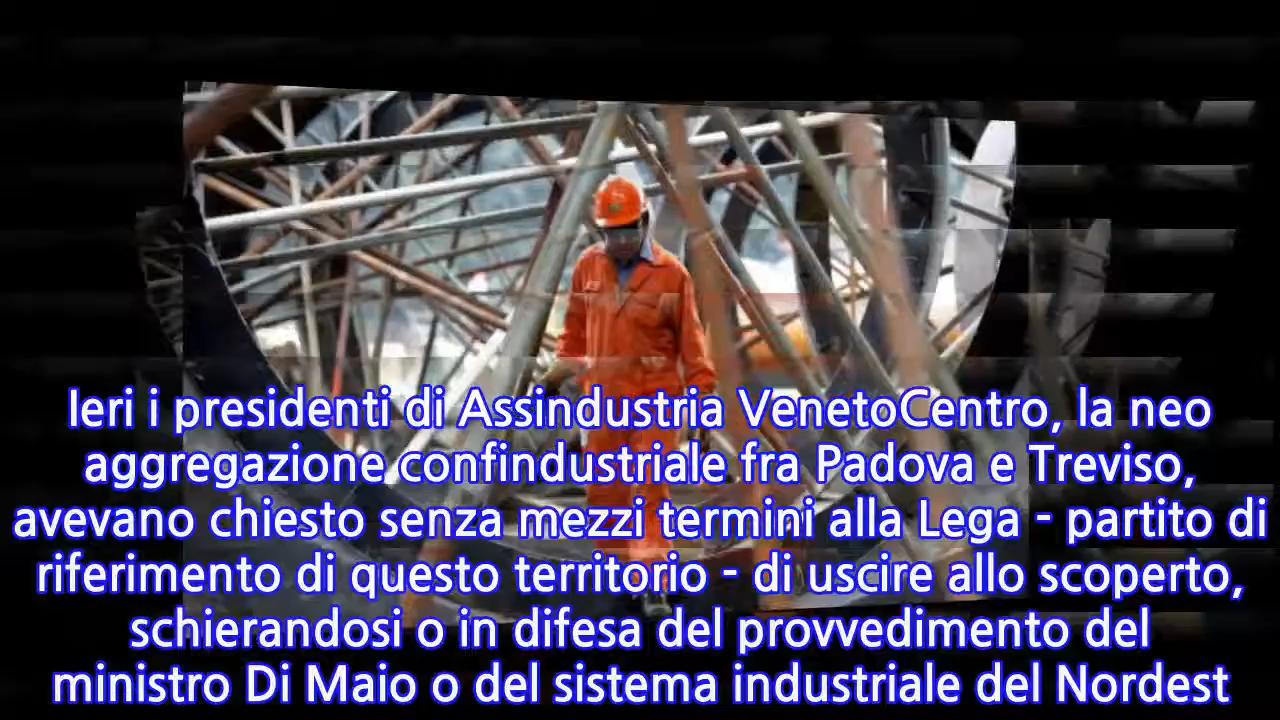 Ieri i presidenti di Assindustria VenetoCentro, la neo
aggregazione confindustriale fra Padova e Treviso,
avevano chiesto senza mezzi termini alla Lega - partito di
riferimento di questo territorio - di uscire allo scoperto,
schierandosi o in difesa del provvedimento del
ministro Di Maio o del sistema industriale del Nordest